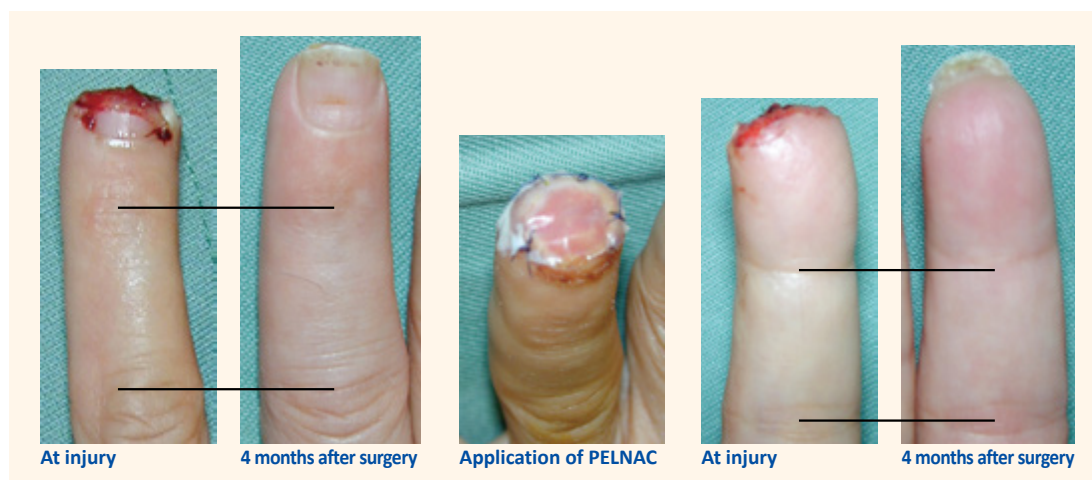 At injury
4 months after surgery
Application of PELNAC
At injury
4 months after surgery